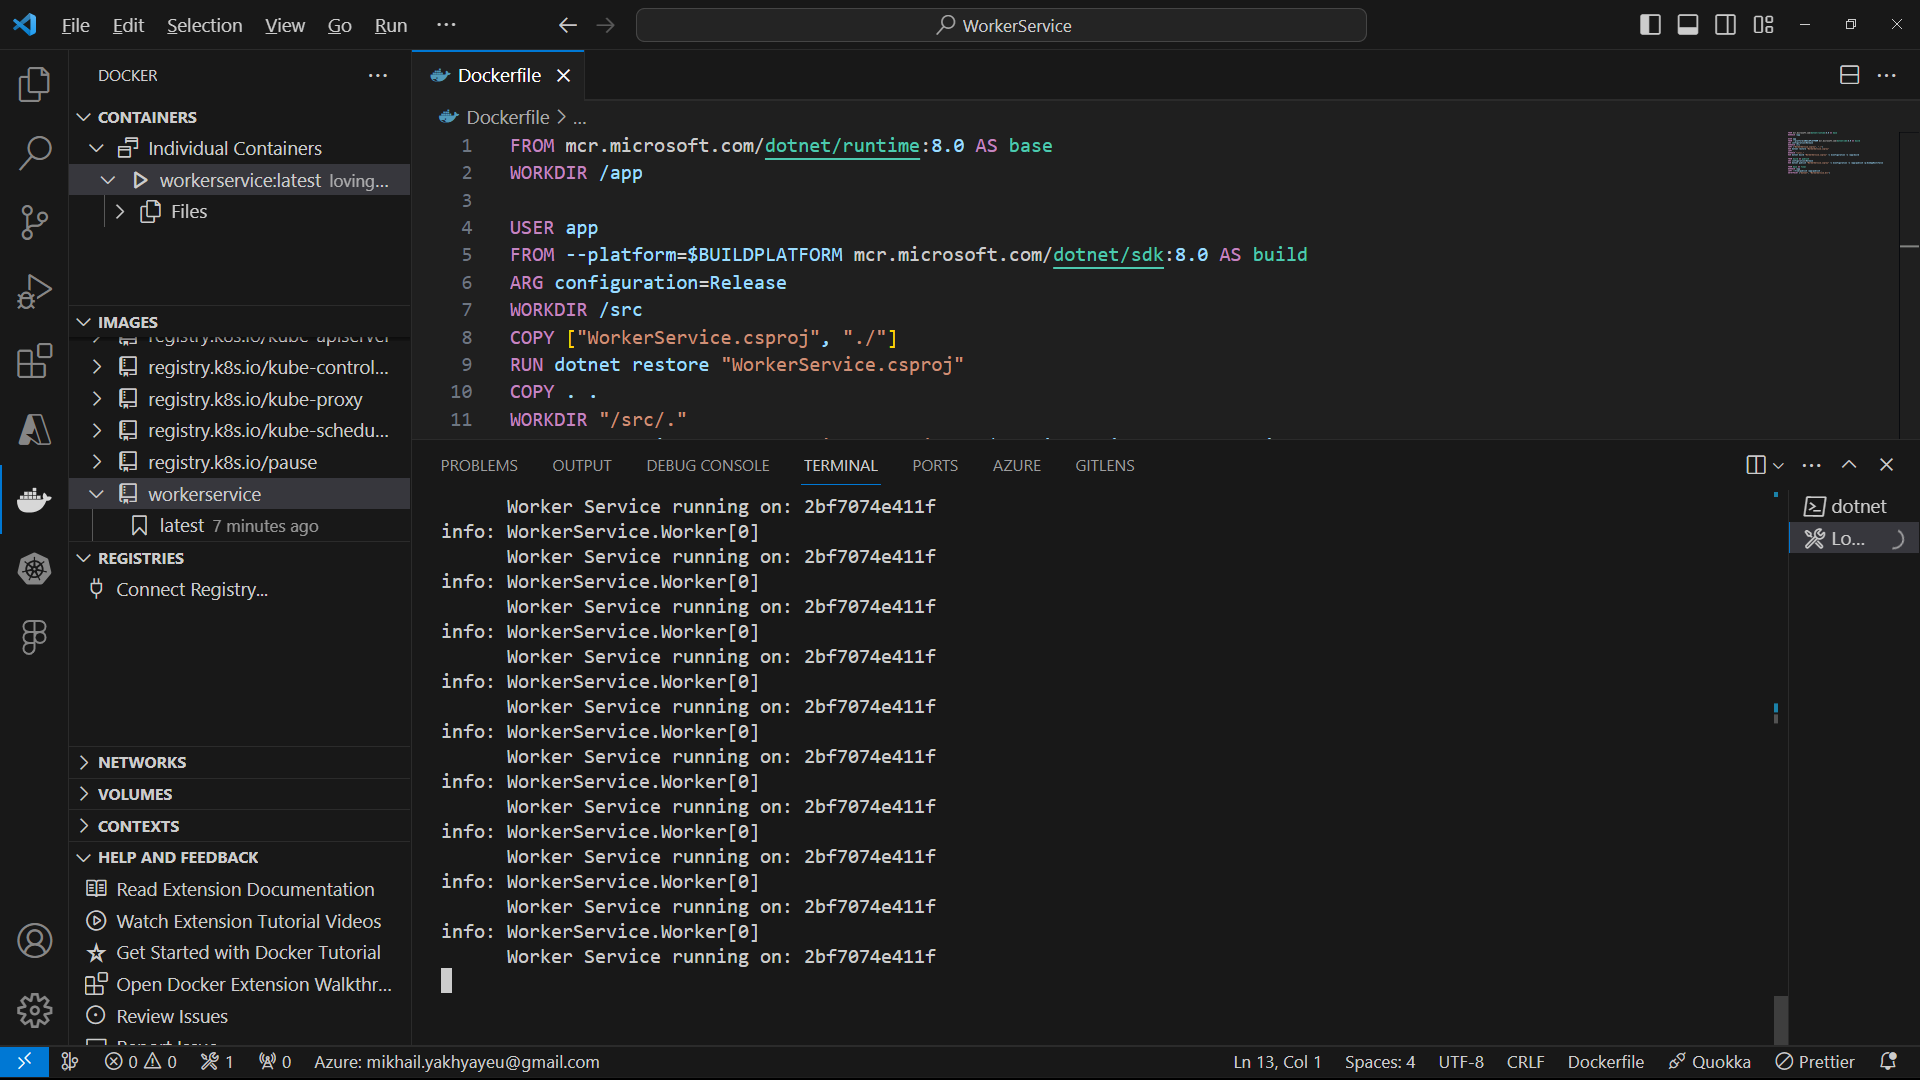 File Edit Selection View Go Run ... WorkerService
DOCKER
CONTAINERS
Individual Containers
workerservice:latest loving...
Files
IMAGES
registry.k8s.io/kube-apiserver
registry.k8s.io/kube-control...
registry.k8s.io/kube-proxy
registry.k8s.io/kube-schedu...
registry.k8s.io/pause
workerservice
latest 7 minutes ago
REGISTRIES
Connect Registry...
NETWORKS
VOLUMES
CONTEXTS
HELP AND FEEDBACK
Read Extension Documentation
Watch Extension Tutorial Videos
Get Started with Docker Tutorial
Open Docker Extension Walkthr...
Review Issues
Report Issue
Dockerfile
Dockerfile > ...
1 FROM mcr.microsoft.com/dotnet/runtime:8.0 AS base
2 WORKDIR /app
3
4 USER app
5 FROM --platform=$BUILDPLATFORM mcr.microsoft.com/dotnet/sdk:8.0 AS build
6 ARG configuration=Release
7 WORKDIR /src
8 COPY ["WorkerService.csproj", "./"]
9 RUN dotnet restore "WorkerService.csproj"
10 COPY . .
11 WORKDIR "/src/."
PROBLEMS OUTPUT DEBUG CONSOLE TERMINAL PORTS AZURE GITLENS
Worker Service running on: 2bf7074e411f
info: WorkerService.Worker[0]
Worker Service running on: 2bf7074e411f
info: WorkerService.Worker[0]
Worker Service running on: 2bf7074e411f
info: WorkerService.Worker[0]
Worker Service running on: 2bf7074e411f
info: WorkerService.Worker[0]
Worker Service running on: 2bf7074e411f
info: WorkerService.Worker[0]
Worker Service running on: 2bf7074e411f
info: WorkerService.Worker[0]
Worker Service running on: 2bf7074e411f
info: WorkerService.Worker[0]
Worker Service running on: 2bf7074e411f
info: WorkerService.Worker[0]
Worker Service running on: 2bf7074e411f
info: WorkerService.Worker[0]
Worker Service running on: 2bf7074e411f
dotnet
Lo...
0 0 1 0 Azure: mikhail.yakhyayeu@gmail.com Ln 13, Col 1 Spaces: 4 UTF-8 CRLF Dockerfile Quokka Prettier